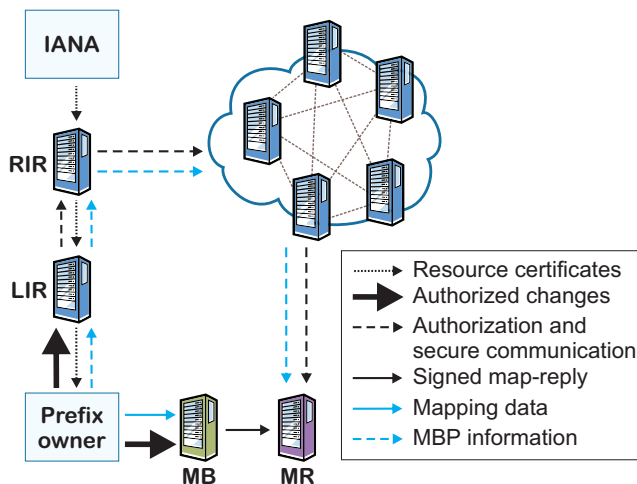 IANA
RIR
LIR
Prefix
owner
MB
MR
Resource certificates
Authorized changes
Authorization and
secure communication
Signed map-reply
Mapping data
MBP information